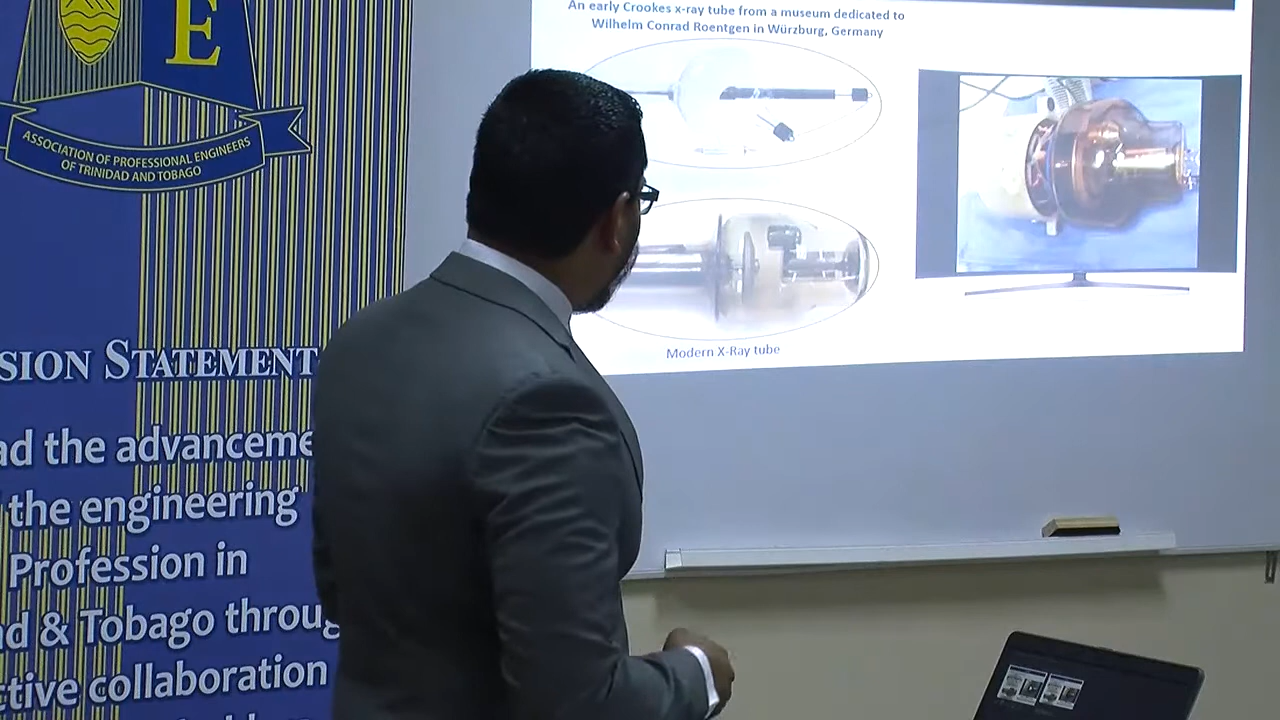 E
ASSOCIATION OF PROFESSIONAL ENGINEERS
OF TRINIDAD AND TOBAGO
SION STATEMENT
ad the advanceme
the engineering
Profession in
ad & Tobago throug
ctive collaboration
An early Crookes x-ray tube from a museum dedicated to
Wilhelm Conrad Roentgen in Würzburg, Germany
Modern X-Ray tube